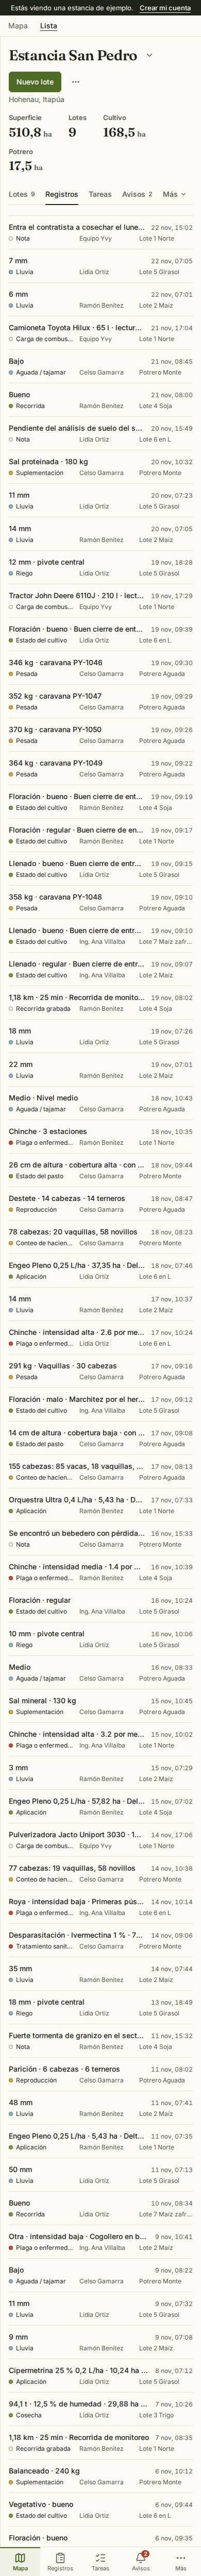 Estás viendo una estancia de ejemplo. Crear mi cuenta
Mapa Lista
Estancia San Pedro
Nuevo lote
Hohenau, Itapúa
Superficie Lotes Cultivo
510,8 ha 9 168,5 ha
Potrero
17,5 ha
Lotes 9 Registros Tareas Avisos 2 Más
Entra el contratista a cosechar el lune... 22 nov, 15:02
Nota Equipo Yvy Lote 1 Norte
7 mm 22 nov, 07:05
Lluvia Lidia Ortiz Lote 5 Girasol
6 mm 22 nov, 07:01
Lluvia Ramón Benítez Lote 2 Maíz
Camioneta Toyota Hilux · 65 l · lectur... 21 nov, 17:04
Carga de combus... Equipo Yvy Lote 1 Norte
Bajo 21 nov, 08:45
Aguada / tajamar Celso Gamarra Potrero Monte
Bueno 21 nov, 08:00
Recorrida Ramón Benítez Lote 4 Soja
Pendiente del análisis de suelo del s... 20 nov, 15:49
Nota Lidia Ortiz Lote 6 en L
Sal proteinada · 180 kg 20 nov, 10:32
Suplementación Celso Gamarra Potrero Monte
11 mm 20 nov, 07:23
Lluvia Lidia Ortiz Lote 5 Girasol
14 mm 20 nov, 07:05
Lluvia Ramón Benítez Lote 2 Maíz
12 mm · pivote central 19 nov, 18:28
Riego Lidia Ortiz Lote 5 Girasol
Tractor John Deere 6110J · 210 l · lect... 19 nov, 17:29
Carga de combus... Equipo Yvy Lote 1 Norte
Floración · bueno · Buen cierre de ent... 19 nov, 09:39
Estado del cultivo Lidia Ortiz Lote 6 en L
346 kg · caravana PY-1046 19 nov, 09:30
Pesada Celso Gamarra Potrero Aguada
352 kg · caravana PY-1047 19 nov, 09:29
Pesada Celso Gamarra Potrero Aguada
370 kg · caravana PY-1050 19 nov, 09:26
Pesada Celso Gamarra Potrero Aguada
364 kg · caravana PY-1049 19 nov, 09:22
Pesada Celso Gamarra Potrero Aguada
Floración · bueno · Buen cierre de ent... 19 nov, 09:19
Estado del cultivo Ramón Benítez Lote 4 Soja
Floración · regular · Buen cierre de en... 19 nov, 09:17
Estado del cultivo Ramón Benítez Lote 1 Norte
Llenado · bueno · Buen cierre de entr... 19 nov, 09:15
Estado del cultivo Lidia Ortiz Lote 5 Girasol
358 kg · caravana PY-1048 19 nov, 09:10
Pesada Celso Gamarra Potrero Aguada
Llenado · bueno · Buen cierre de entr... 19 nov, 09:10
Estado del cultivo Ing. Ana Villalba Lote 7 Maíz zafr...
Llenado · regular · Buen cierre de entr... 19 nov, 09:07
Estado del cultivo Ing. Ana Villalba Lote 2 Maíz
1,18 km · 25 min · Recorrida de monito... 19 nov, 08:02
Recorrida grabada Ramón Benítez Lote 4 Soja
18 mm 19 nov, 07:26
Lluvia Lidia Ortiz Lote 5 Girasol
22 mm 19 nov, 07:01
Lluvia Ramón Benítez Lote 2 Maíz
Medio · Nivel medio 18 nov, 10:43
Aguada / tajamar Celso Gamarra Potrero Aguada
Chinche · 3 estaciones 18 nov, 10:35
Plaga o enfermed... Ramón Benítez Lote 1 Norte
26 cm de altura · cobertura alta · con ... 18 nov, 09:44
Estado del pasto Celso Gamarra Potrero Monte
Destete · 14 cabezas · 14 terneros 18 nov, 08:47
Reproducción Celso Gamarra Potrero Aguada
78 cabezas: 20 vaquillas, 58 novillos 18 nov, 08:23
Conteo de hacien... Celso Gamarra Potrero Monte
Engeo Pleno 0,25 L/ha · 37,35 ha · Del... 18 nov, 07:46
Aplicación Lidia Ortiz Lote 6 en L
14 mm 17 nov, 10:37
Lluvia Ramón Benítez Lote 2 Maíz
Chinche · intensidad alta · 2.6 por me... 17 nov, 10:24
Plaga o enfermed... Lidia Ortiz Lote 6 en L
291 kg · Vaquillas · 30 cabezas 17 nov, 09:16
Pesada Celso Gamarra Potrero Aguada
Floración · malo · Marchitez por el her... 17 nov, 09:12
Estado del cultivo Ing. Ana Villalba Lote 5 Girasol
14 cm de altura · cobertura baja · con ... 17 nov, 09:08
Estado del pasto Celso Gamarra Potrero Aguada
155 cabezas: 85 vacas, 18 vaquillas, ... 17 nov, 08:13
Conteo de hacien... Celso Gamarra Potrero Aguada
Orquestra Ultra 0,4 L/ha · 5,43 ha · D... 17 nov, 07:33
Aplicación Ramón Benítez Lote 1 Norte
Se encontró un bebedero con pérdida... 16 nov, 15:33
Nota Celso Gamarra Potrero Monte
Chinche · intensidad media · 1.4 por ... 16 nov, 10:39
Plaga o enfermed... Ramón Benítez Lote 4 Soja
Floración · regular 16 nov, 10:24
Estado del cultivo Ing. Ana Villalba Lote 5 Girasol
10 mm · pivote central 16 nov, 10:06
Riego Lidia Ortiz Lote 5 Girasol
Medio 16 nov, 08:33
Aguada / tajamar Celso Gamarra Potrero Monte
Sal mineral · 130 kg 15 nov, 10:45
Suplementación Celso Gamarra Potrero Monte
Chinche · intensidad alta · 3.2 por me... 15 nov, 10:02
Plaga o enfermed... Ing. Ana Villalba Lote 1 Norte
3 mm 15 nov, 07:29
Lluvia Ramón Benítez Lote 2 Maíz
Engeo Pleno 0,25 L/ha · 57,82 ha · Del... 15 nov, 07:02
Aplicación Ramón Benítez Lote 4 Soja
Pulverizadora Jacto Uniport 3030 · 1... 14 nov, 17:06
Carga de combus... Equipo Yvy Lote 1 Norte
77 cabezas: 19 vaquillas, 58 novillos 14 nov, 10:38
Conteo de hacien... Celso Gamarra Potrero Monte
Roya · intensidad baja · Primeras pús... 14 nov, 10:14
Plaga o enfermed... Ing. Ana Villalba Lote 6 en L
Desparasitación · Ivermectina 1 % · 7... 14 nov, 09:06
Tratamiento sanit... Celso Gamarra Potrero Monte
35 mm 14 nov, 07:44
Lluvia Ramón Benítez Lote 2 Maíz
18 mm · pivote central 13 nov, 18:49
Riego Lidia Ortiz Lote 5 Girasol
Fuerte tormenta de granizo en el sect... 11 nov, 15:32
Nota Ramón Benítez Lote 4 Soja
Parición · 6 cabezas · 6 terneros 11 nov, 08:02
Reproducción Celso Gamarra Potrero Aguada
48 mm 11 nov, 07:41
Lluvia Ramón Benítez Lote 2 Maíz
Engeo Pleno 0,25 L/ha · 5,43 ha · Delt... 11 nov, 07:35
Aplicación Ramón Benítez Lote 1 Norte
50 mm 11 nov, 07:13
Lluvia Lidia Ortiz Lote 5 Girasol
Bueno 10 nov, 08:34
Recorrida Lidia Ortiz Lote 7 Maíz zafr...
Otra · intensidad baja · Cogollero en b... 9 nov, 10:41
Plaga o enfermed... Ing. Ana Villalba Lote 2 Maíz
Bajo 9 nov, 08:22
Aguada / tajamar Celso Gamarra Potrero Monte
11 mm 9 nov, 07:32
Lluvia Lidia Ortiz Lote 5 Girasol
9 mm 9 nov, 07:08
Lluvia Ramón Benítez Lote 2 Maíz
Cipermetrina 25 % 0,2 L/ha · 10,24 ha ... 8 nov, 07:12
Aplicación Lidia Ortiz Lote 5 Girasol
94,1 t · 12,5 % de humedad · 29,88 ha ... 7 nov, 10:26
Cosecha Lidia Ortiz Lote 3 Trigo
1,18 km · 25 min · Recorrida de monitoreo 7 nov, 08:35
Recorrida grabada Ramón Benítez Lote 1 Norte
Balanceado · 240 kg 6 nov, 10:12
Suplementación Celso Gamarra Potrero Monte
Vegetativo · bueno 6 nov, 09:44
Estado del cultivo Lidia Ortiz Lote 6 en L
Floración · bueno 6 nov, 09:35
2
Mapa Registros Tareas Avisos Más